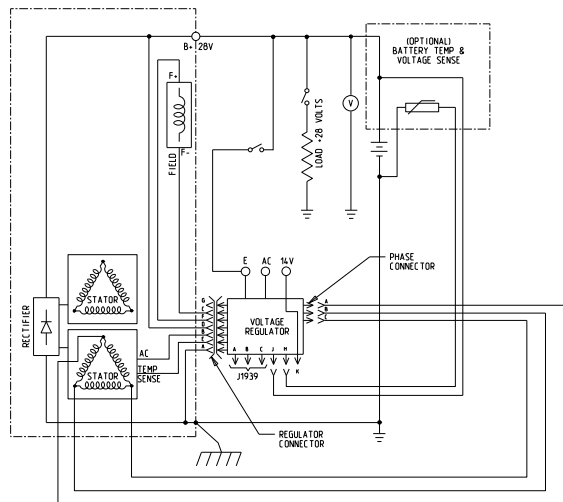 (OPTIONAL)
BATTERY TEMP &
VOLTAGE SENSE
B+ 28V
F+
F-
FIELD
LOAD +28 VOLTS
V
E
AC
14V
PHASE
CONNECTOR
STATOR
RECTIFIER
STATOR
AC
TEMP
SENSE
VOLTAGE
REGULATOR
A
B
C
J
H
K
J1939
A
B
C
REGULATOR
CONNECTOR